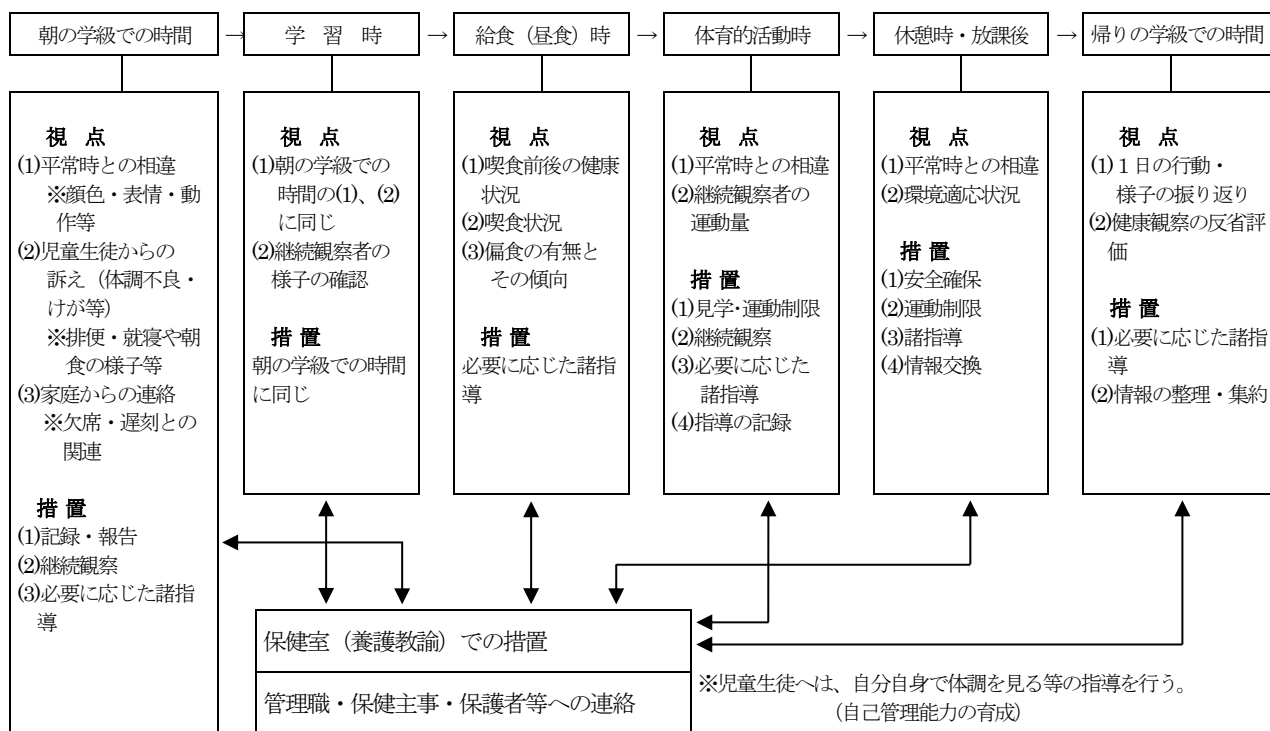 朝の学級での時間 → 学 習 時 → 給食（昼食）時 → 体育的活動時 → 休憩時・放課後 → 帰りの学級での時間
視 点
(1)平常時との相違
※顔色・表情・動
作等
(2)児童生徒からの
訴え（体調不良・
けが等）
※排便・就寝や朝
食の様子等
(3)家庭からの連絡
※欠席・遅刻との
関連
措 置
(1)記録・報告
(2)継続観察
(3)必要に応じた諸指
導
視 点
(1)朝の学級での
時間の(1)、(2)
に同じ
(2)継続観察者の
様子の確認
措 置
朝の学級での時間
に同じ
視 点
(1)喫食前後の健康
状況
(2)喫食状況
(3)偏食の有無と
その傾向
措 置
必要に応じた諸指
導
視 点
(1)平常時との相違
(2)継続観察者の
運動量
措 置
(1)見学・運動制限
(2)継続観察
(3)必要に応じた
諸指導
(4)指導の記録
視 点
(1)平常時との相違
(2)環境適応状況
措 置
(1)安全確保
(2)運動制限
(3)諸指導
(4)情報交換
視 点
(1)１日の行動・
様子の振り返り
(2)健康観察の反省評
価
措 置
(1)必要に応じた諸指
導
(2)情報の整理・集約
保健室（養護教諭）での措置
管理職・保健主事・保護者等への連絡
※児童生徒へは、自分自身で体調を見る等の指導を行う。
（自己管理能力の育成）